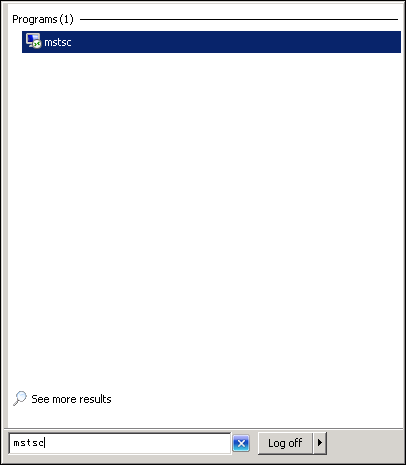 Programs (1)
mstsc
See more results
mstsc
Log off